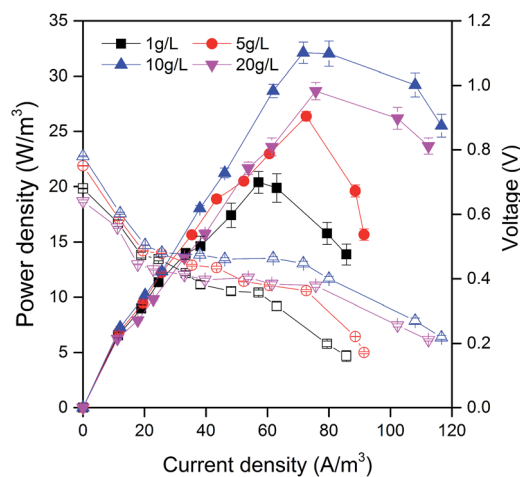 1g/L 5g/L
10g/L 20g/L
Power density (W/m³)
35
30
25
20
15
10
5
0
Voltage (V)
1.2
1.0
0.8
0.6
0.4
0.2
0.0
0 20 40 60 80 100 120
Current density (A/m³)